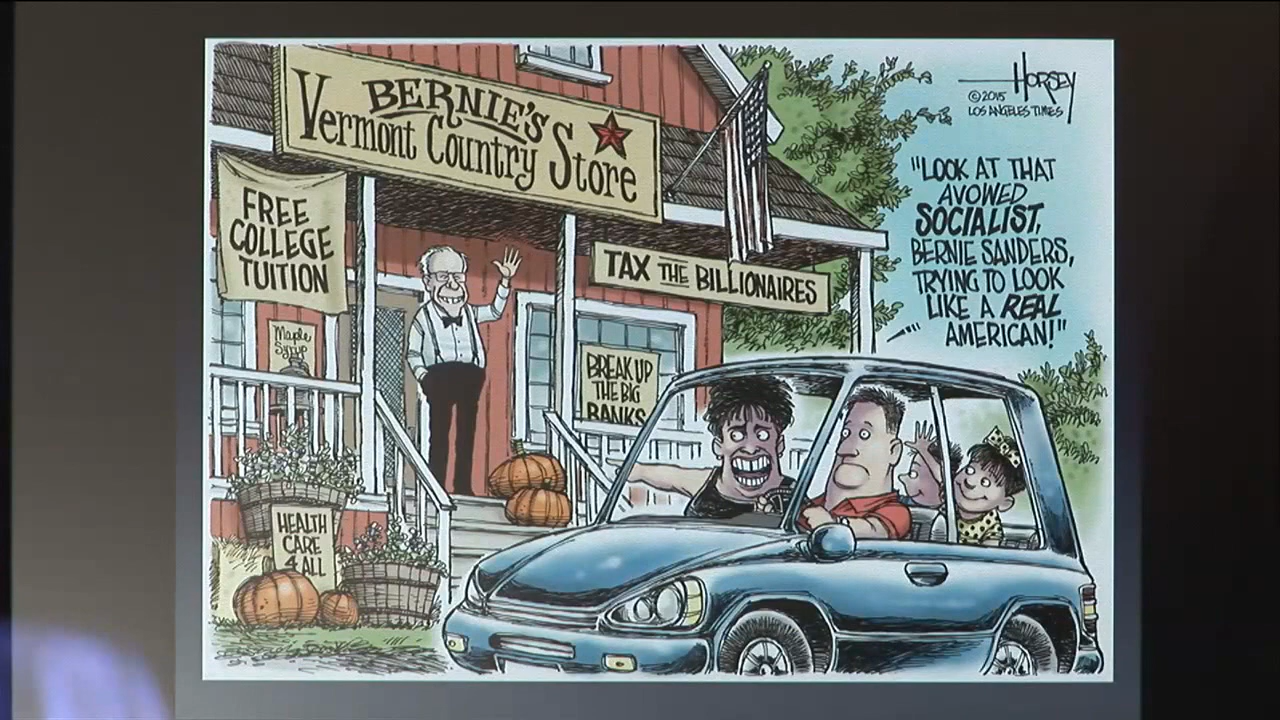 BERNIE'S
Vermont Country Store
FREE
COLLEGE
TUITION
Maple
Syrup
TAX THE BILLIONAIRES
BREAK UP
THE BIG
BANKS
HEALTH
CARE
4 ALL
HORSEY
©2015
LOS ANGELES TIMES
"LOOK AT THAT
AVOWED
SOCIALIST,
BERNIE SANDERS,
TRYING TO LOOK
LIKE A REAL
AMERICAN!"